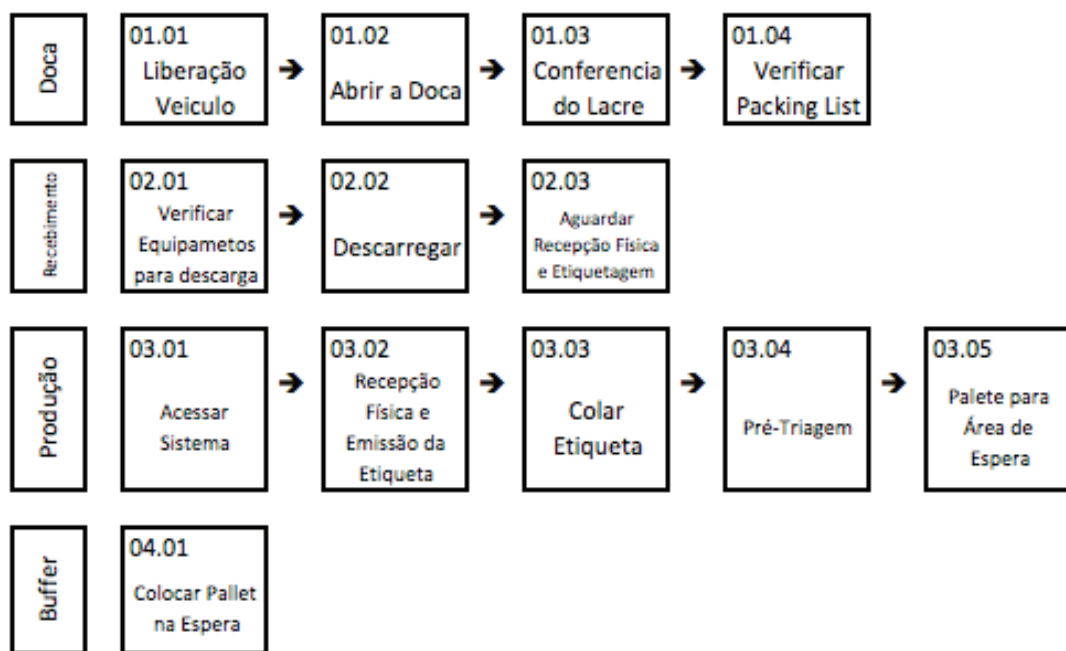 Doca
01.01
Liberação
Veiculo
01.02
Abrir a Doca
01.03
Conferencia
do Lacre
01.04
Verificar
Packing List
Recebimento
02.01
Verificar
Equipametos
para descarga
02.02
Descarregar
02.03
Aguardar
Recepção Física
e Etiquetagem
Produção
03.01
Acessar
Sistema
03.02
Recepção
Física e
Emissão da
Etiqueta
03.03
Colar
Etiqueta
03.04
Pré-Triagem
03.05
Palete para
Área de
Espera
Buffer
04.01
Colocar Pallet
na Espera